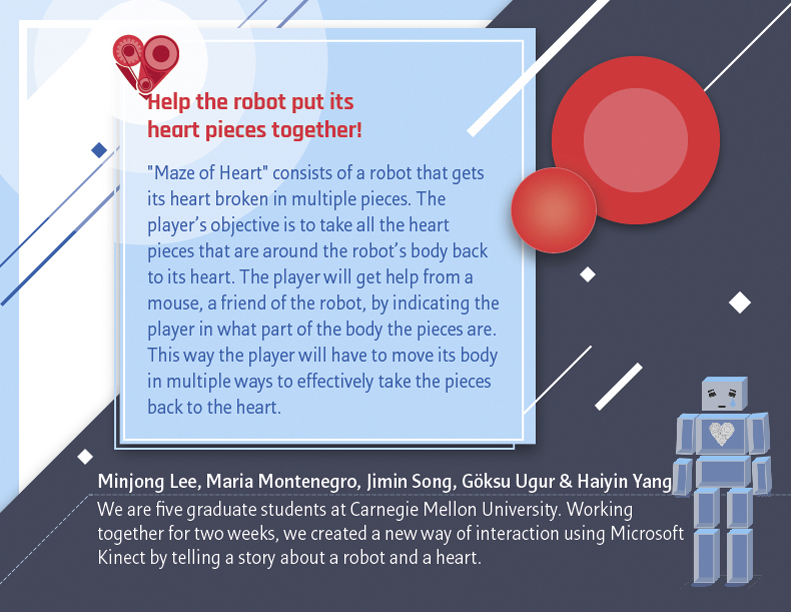 Help the robot put its
heart pieces together!
"Maze of Heart" consists of a robot that gets
its heart broken in multiple pieces. The
player's objective is to take all the heart
pieces that are around the robot's body back
to its heart. The player will get help from a
mouse, a friend of the robot, by indicating the
player in what part of the body the pieces are.
This way the player will have to move its body
in multiple ways to effectively take the pieces
back to the heart.
Minjong Lee, Maria Montenegro, Jimin Song, Göksu Ugur & Haiyin Yang
We are five graduate students at Carnegie Mellon University. Working
together for two weeks, we created a new way of interaction using Microsoft
Kinect by telling a story about a robot and a heart.